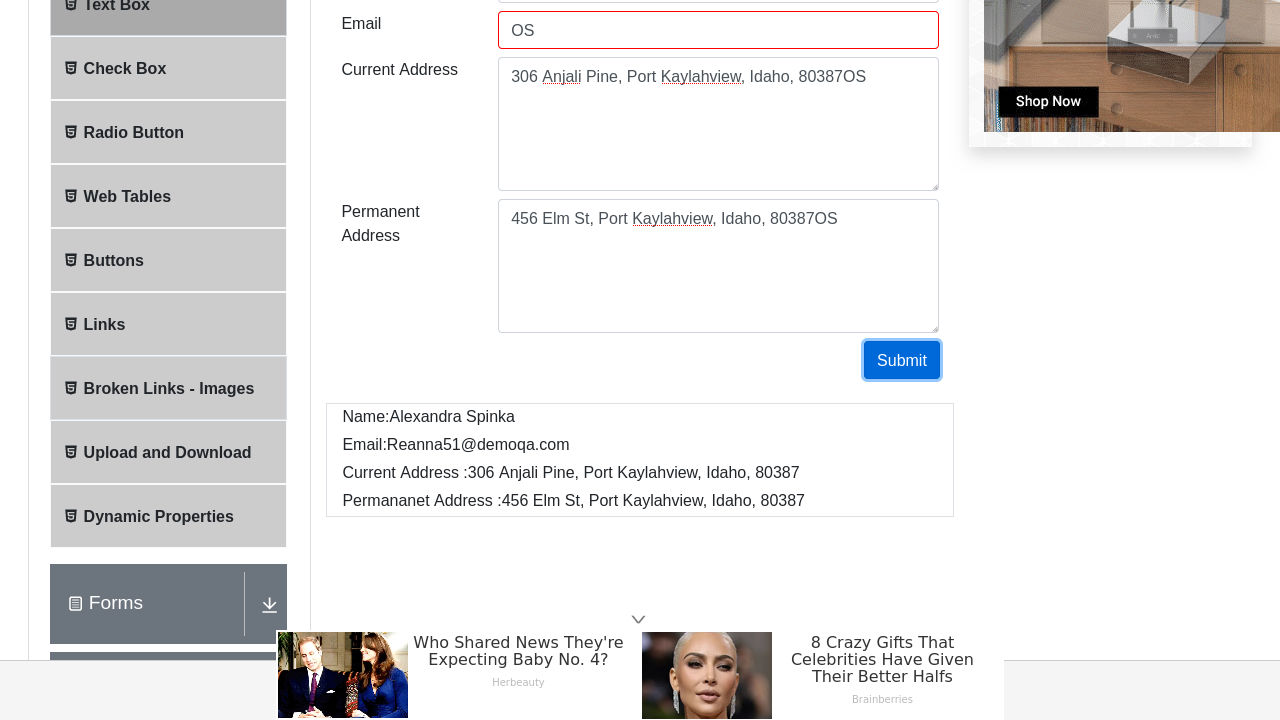 Text Box
Check Box
Radio Button
Web Tables
Buttons
Links
Broken Links - Images
Upload and Download
Dynamic Properties
Forms
Email
OS
Current Address
306 Anjali Pine, Port Kaylahview, Idaho, 80387OS
Permanent
Address
456 Elm St, Port Kaylahview, Idaho, 80387OS
Submit
Name:Alexandra Spinka
Email:Reanna51@demoqa.com
Current Address :306 Anjali Pine, Port Kaylahview, Idaho, 80387
Permananet Address :456 Elm St, Port Kaylahview, Idaho, 80387
Shop Now
Who Shared News They're
Expecting Baby No. 4?
Herbeauty
8 Crazy Gifts That
Celebrities Have Given
Their Better Halfs
Brainberries